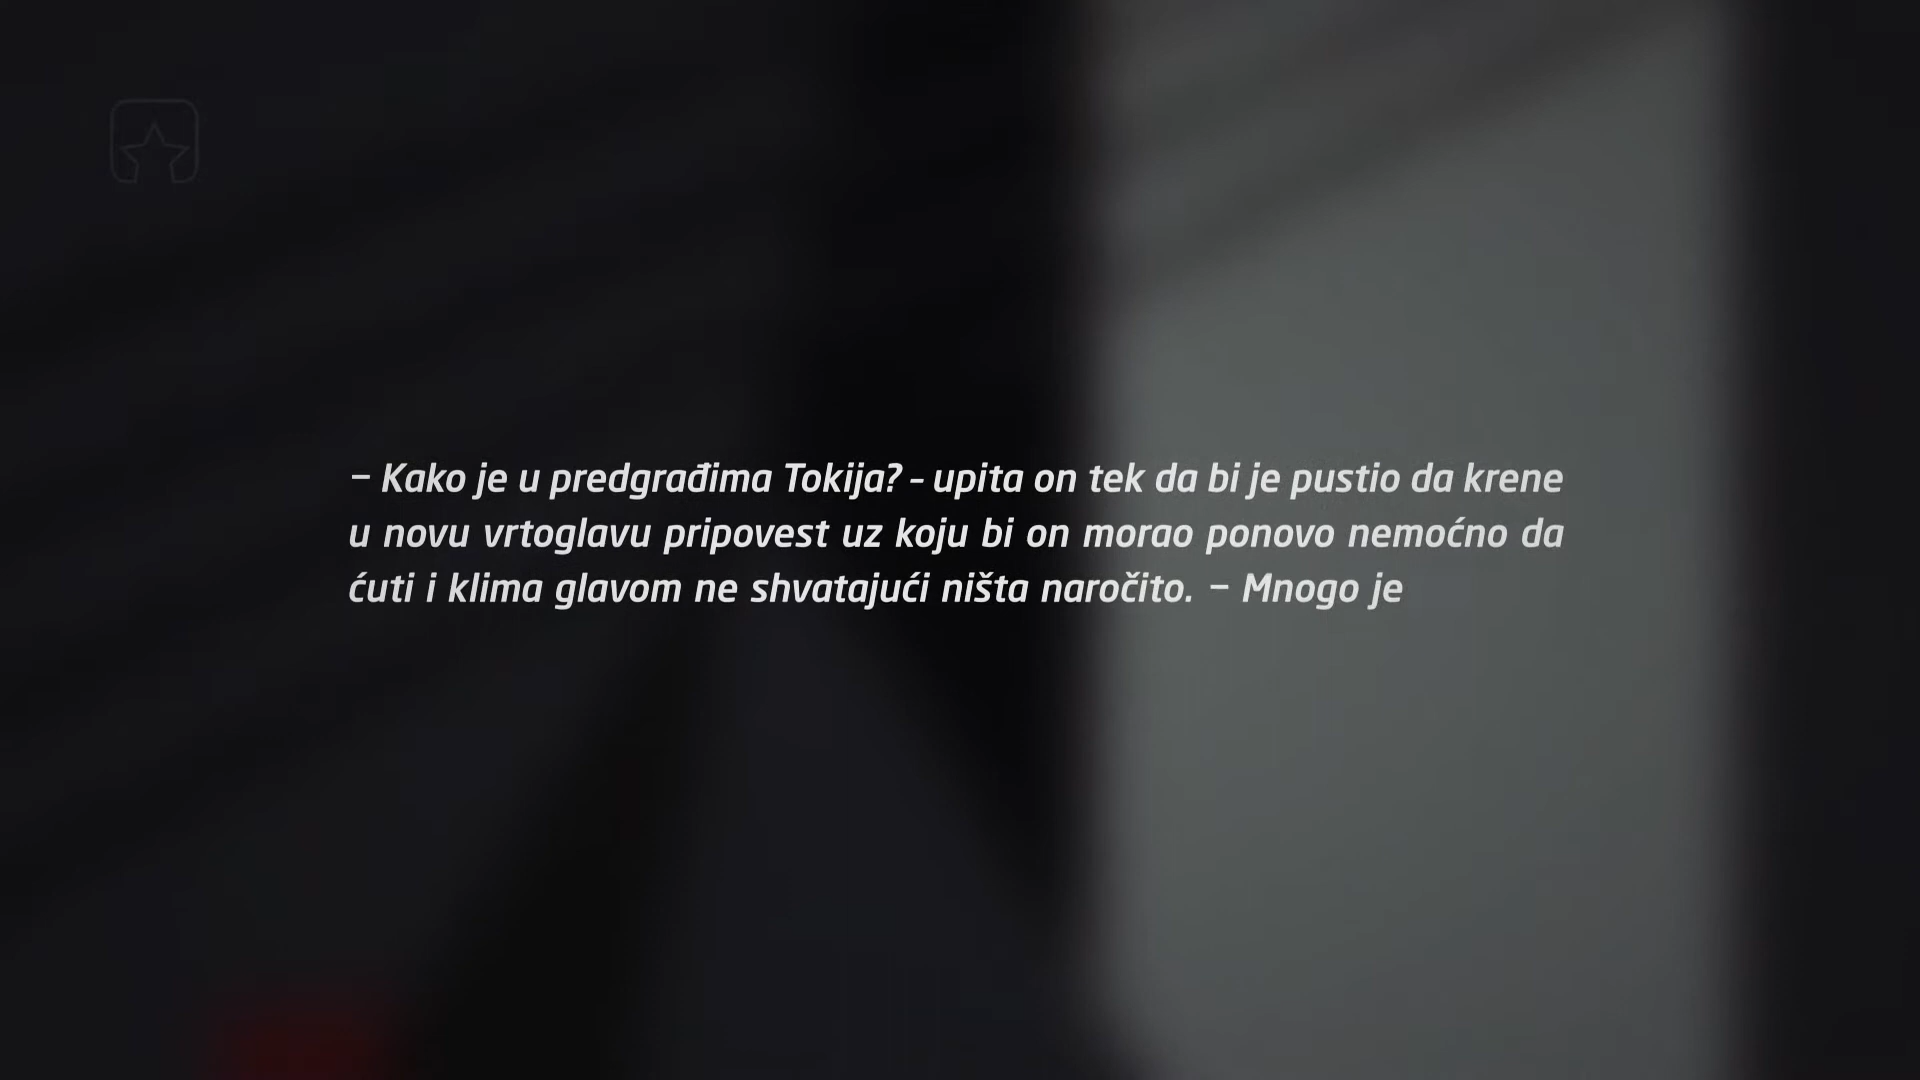 – Kako je u predgrađima Tokija? - upita on tek da bi je pustio da krene
u novu vrtoglavu pripovest uz koju bi on morao ponovo nemoćno da
ćuti i klima glavom ne shvatajući ništa naročito. – Mnogo je